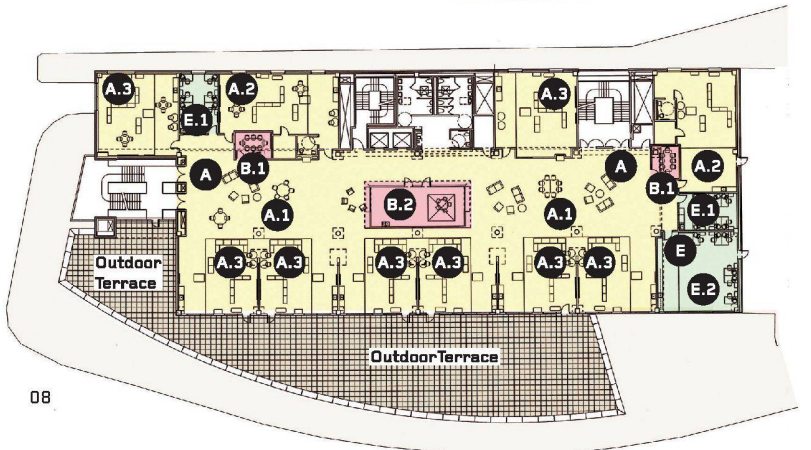 A.3
A.2
A.3
E.1
B.1
A
A
B.1
A.2
A.1
B.2
A.1
E.1
A.3
A.3
A.3
A.3
A.3
A.3
E
E.2
Outdoor
Terrace
OutdoorTerrace
08